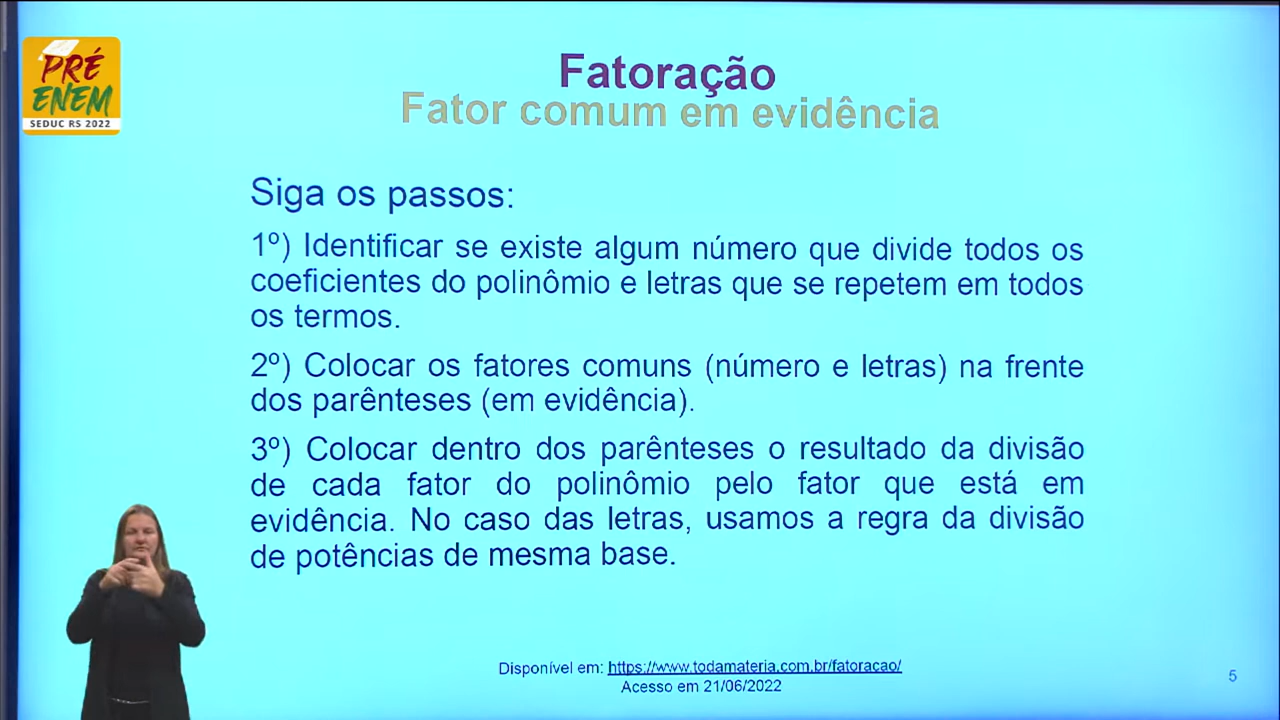 PRÉ
ENEM
SEDUC RS 2022
Fatoração
Fator comum em evidência
Siga os passos:
1º) Identificar se existe algum número que divide todos os
coeficientes do polinômio e letras que se repetem em todos
os termos.
2º) Colocar os fatores comuns (número e letras) na frente
dos parênteses (em evidência).
3º) Colocar dentro dos parênteses o resultado da divisão
de cada fator do polinômio pelo fator que está em
evidência. No caso das letras, usamos a regra da divisão
de potências de mesma base.
Disponível em: https://www.todamateria.com.br/fatoracao/
Acesso em 21/06/2022
5